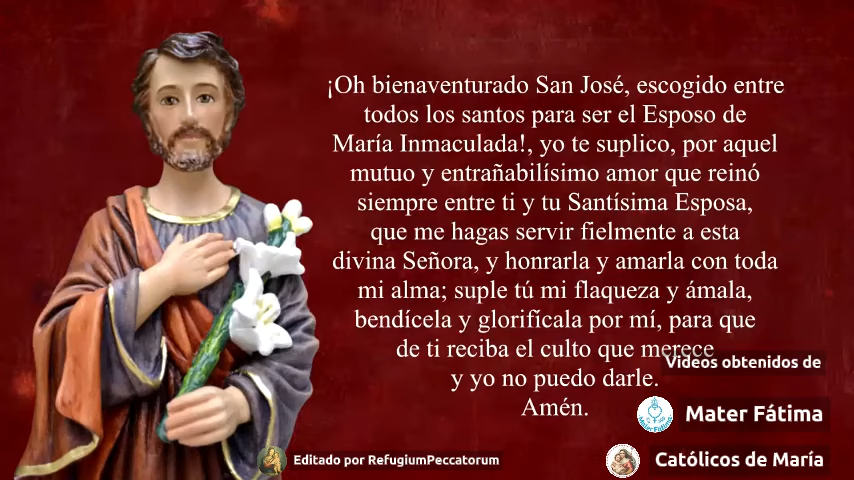 ¡Oh bienaventurado San José, escogido entre
todos los santos para ser el Esposo de
María Inmaculada!, yo te suplico, por aquel
mutuo y entrañabilísimo amor que reinó
siempre entre ti y tu Santísima Esposa,
que me hagas servir fielmente a esta
divina Señora, y honrarla y amarla con toda
mi alma; suple tú mi flaqueza y ámala,
bendícela y glorifícala por mí, para que
de ti reciba el culto que merece
y yo no puedo darle.
Amén.
Videos obtenidos de
Mater Fátima
Católicos de María
Editado por RefugiumPeccatorum